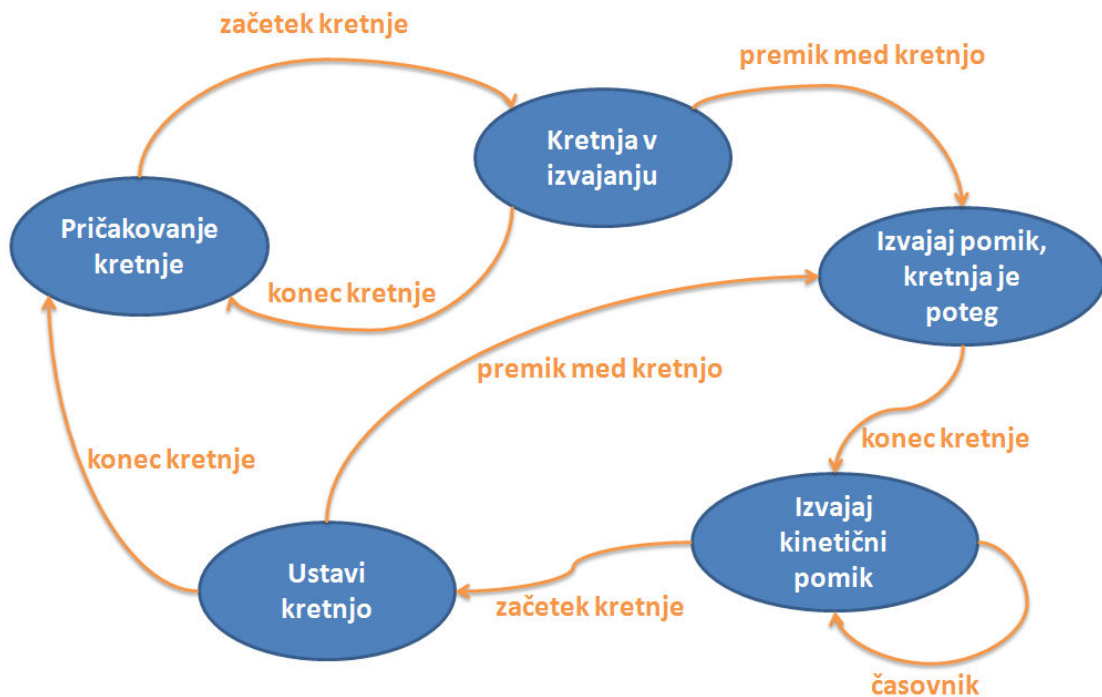 začetek kretnje
premik med kretnjo
Kretnja v
izvajanju
Pričakovanje
kretnje
Izvajaj pomik,
kretnja je
poteg
konec kretnje
premik med kretnjo
konec kretnje
konec kretnje
Izvajaj
kinetični
pomik
Ustavi
kretnjo
začetek kretnje
časovnik